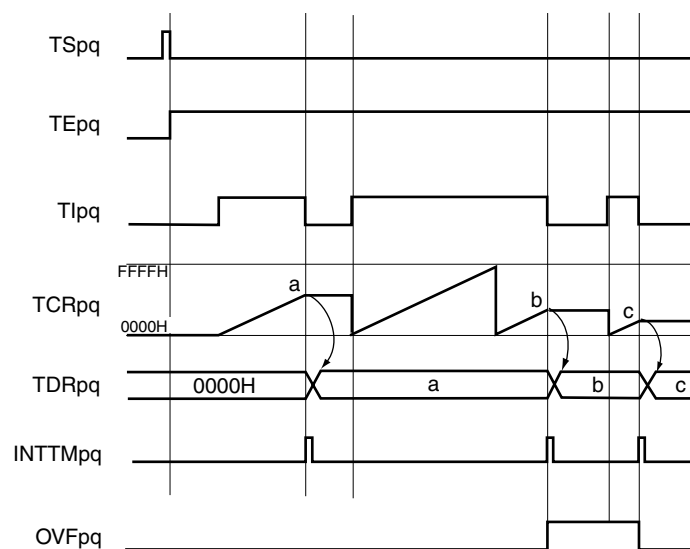 TSpq
TEpq
TIpq
FFFFH
a
b
c
TCRpq
0000H
TDRpq
0000H
a
b
c
INTTMpq
OVFpq